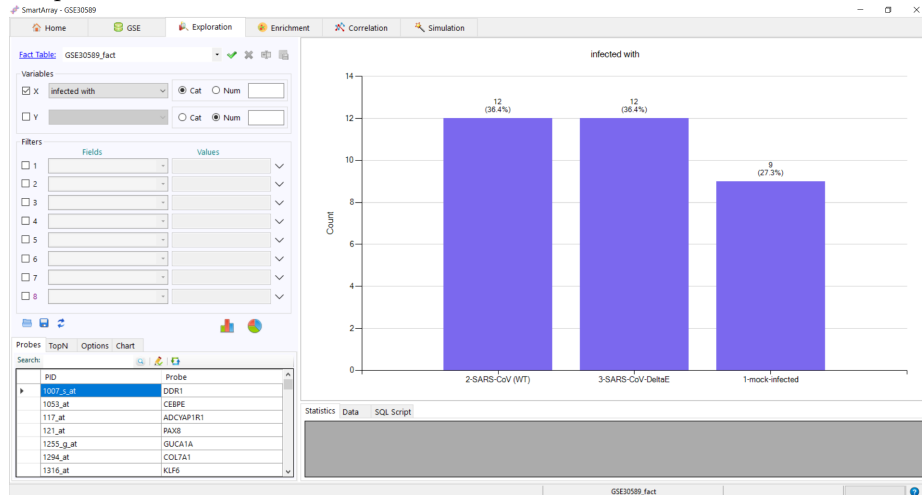 SmartArray - GSE30589
Home GSE Exploration Enrichment Correlation Simulation
Fact Table: GSE30589_fact
Variables
X infected with Cat Num
Y Cat Num
Filters
Fields Values
1
2
3
4
5
6
7
8
Probes TopN Options Chart
Search:
PID Probe
1007_s_at DDR1
1053_at CEBPE
117_at ADCYAP1R1
121_at PAX8
1255_g_at GUCA1A
1294_at COL7A1
1316_at KLF6
infected with
Count
14
12
10
8
6
4
2
0
12
(36.4%)
12
(36.4%)
9
(27.3%)
2-SARS-CoV (WT) 3-SARS-CoV-DeltaE 1-mock-infected
Statistics Data SQL Script
GSE30589_fact